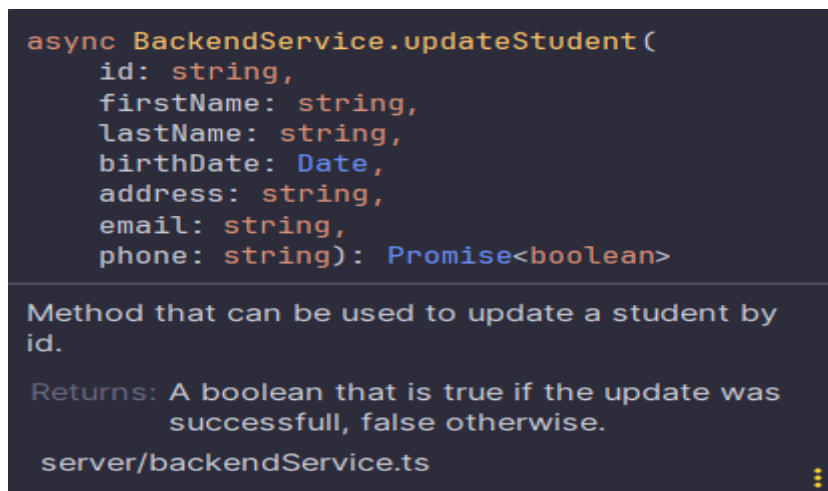 async BackendService.updateStudent(
id: string,
firstName: string,
lastName: string,
birthDate: Date,
address: string,
email: string,
phone: string): Promise<boolean>
Method that can be used to update a student by
id.
Returns: A boolean that is true if the update was
successfull, false otherwise.
server/backendService.ts